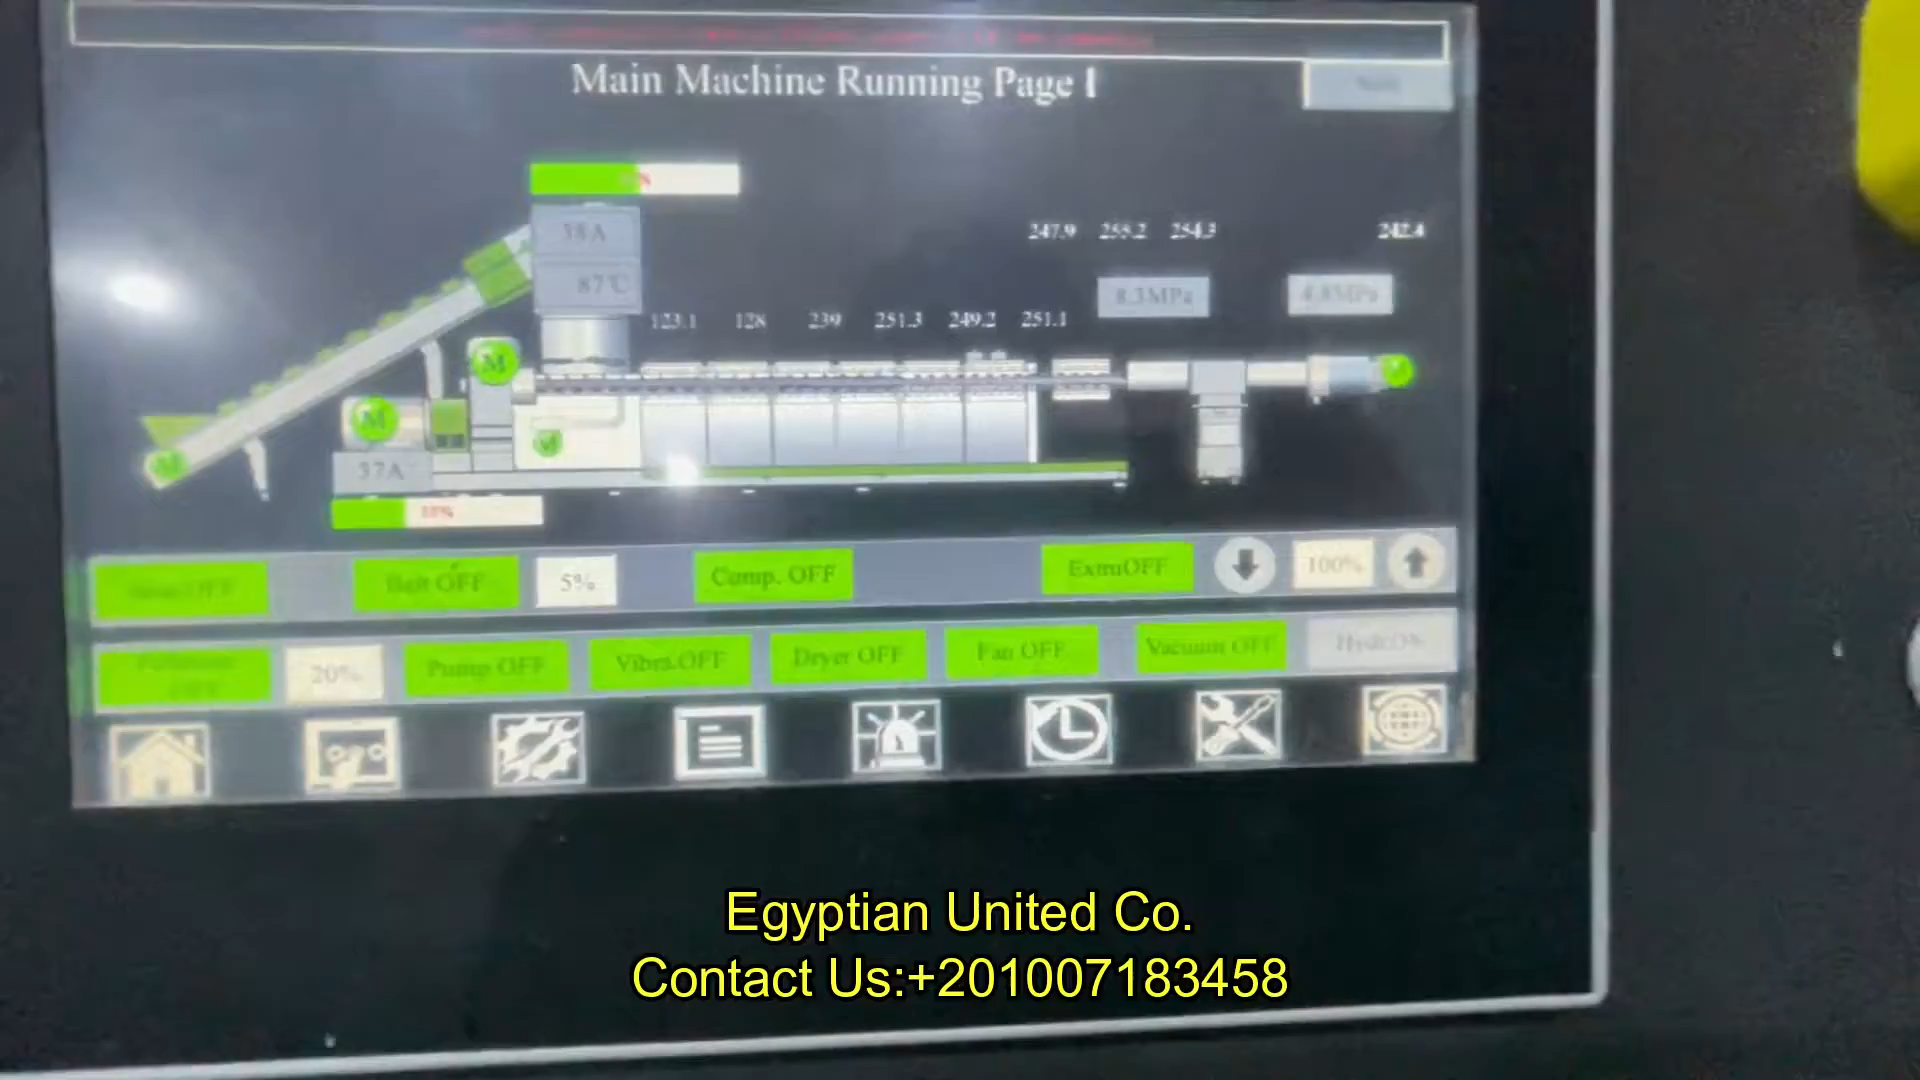 Main Machine Running Page 1
38A
87℃
247.9 255.2 254.3 242.4
8.3MPa 4.8MPa
123.1 128 239 251.3 249.2 251.1
M
M
M
M
37A
Belt OFF 5% Comp. OFF ExtruOFF 100%
20% Pump OFF Vibra.OFF Dryer OFF Fan OFF Vacuum OFF
Egyptian United Co.
Contact Us:+201007183458